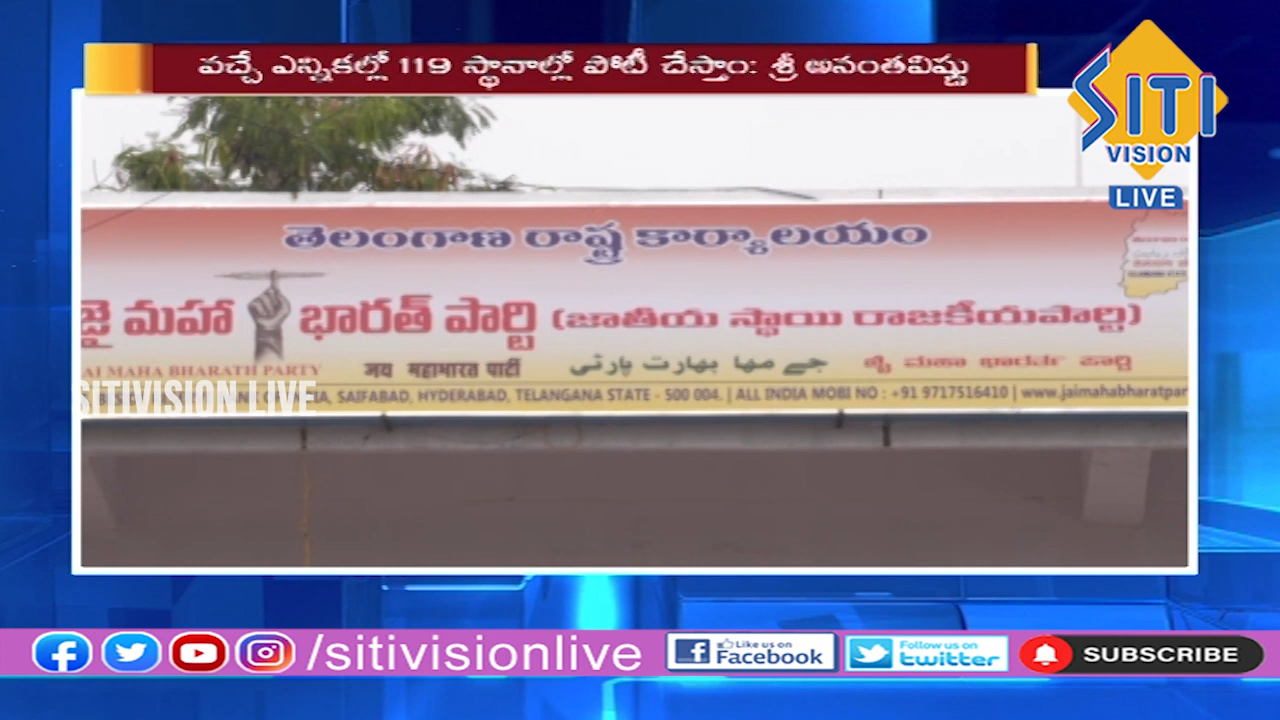 వచ్చే ఎన్నికల్లో 119 స్థానాల్లో పోటీ చేస్తాం: శ్రీ అనంతవిష్ణు
SITI
VISION
LIVE
తెలంగాణ రాష్ట్ర కార్యాలయం
జై మహా భారత్ పార్టి (జాతీయ స్థాయి రాజకీయపార్టి)
AI MAHA BHARATH PARTY जय महाभारत पार्टी جے مہا بھارت پارٹی
SAIFABAD, HYDERABAD, TELANGANA STATE - 500 004. | ALL INDIA MOBI NO : +91 9717516410 | www.jaimahabharatpar
SITIVISION LIVE
/sitivisionlive Like us on Facebook Follow us on twitter SUBSCRIBE